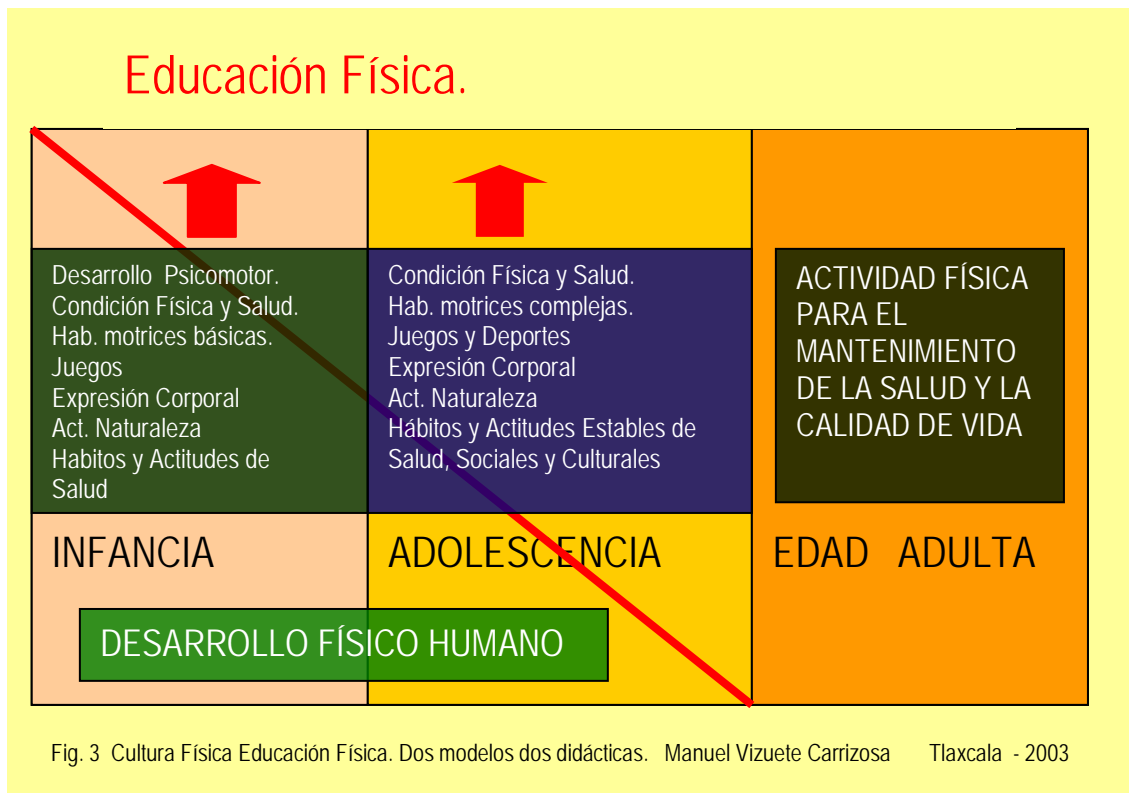 Educación Física.
Desarrollo Psicomotor.
Condición Física y Salud.
Hab. motrices básicas.
Juegos
Expresión Corporal
Act. Naturaleza
Habitos y Actitudes de
Salud
Condición Física y Salud.
Hab. motrices complejas.
Juegos y Deportes
Expresión Corporal
Act. Naturaleza
Hábitos y Actitudes Estables de
Salud, Sociales y Culturales
ACTIVIDAD FÍSICA
PARA EL
MANTENIMIENTO
DE LA SALUD Y LA
CALIDAD DE VIDA
INFANCIA
ADOLESCENCIA
EDAD ADULTA
DESARROLLO FÍSICO HUMANO
Fig. 3 Cultura Física Educación Física. Dos modelos dos didácticas. Manuel Vizuete Carrizosa Tlaxcala - 2003